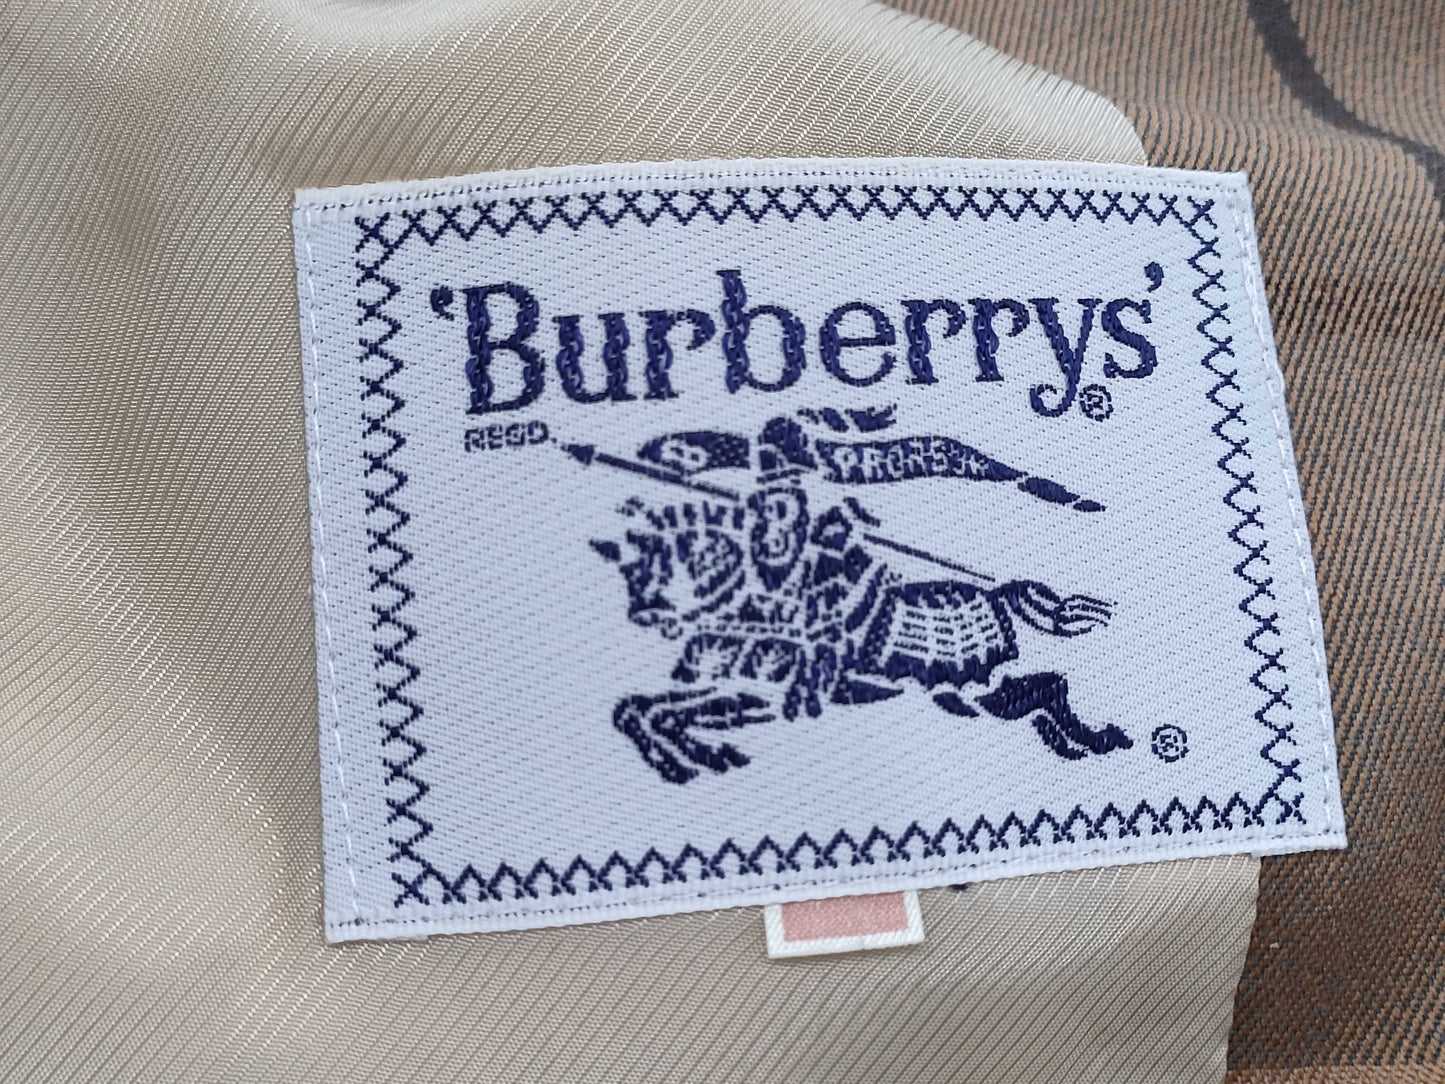 'Burberrys'
®
REGD.
PRORSUM
®